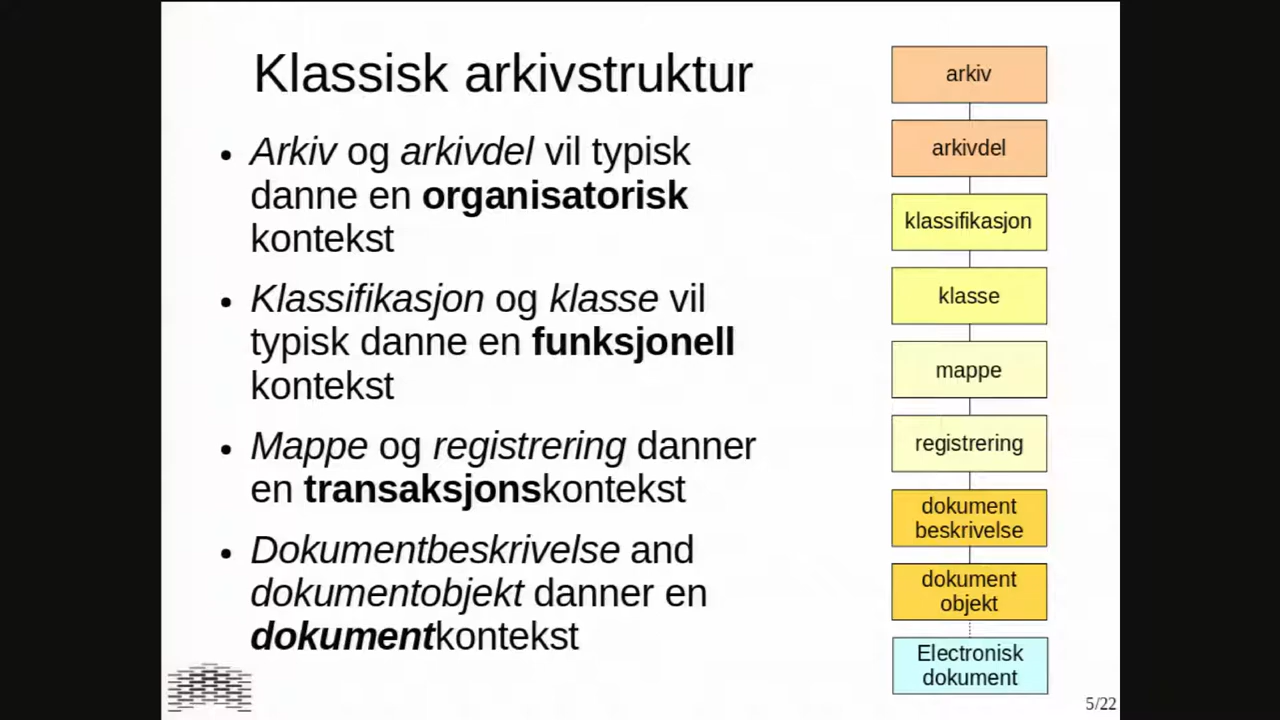 Klassisk arkivstruktur
• Arkiv og arkivdel vil typisk
danne en organisatorisk
kontekst
• Klassifikasjon og klasse vil
typisk danne en funksjonell
kontekst
• Mappe og registrering danner
en transaksjonskontekst
• Dokumentbeskrivelse and
dokumentobjekt danner en
dokumentkontekst
arkiv
arkivdel
klassifikasjon
klasse
mappe
registrering
dokument
beskrivelse
dokument
objekt
Electronisk
dokument
5/22